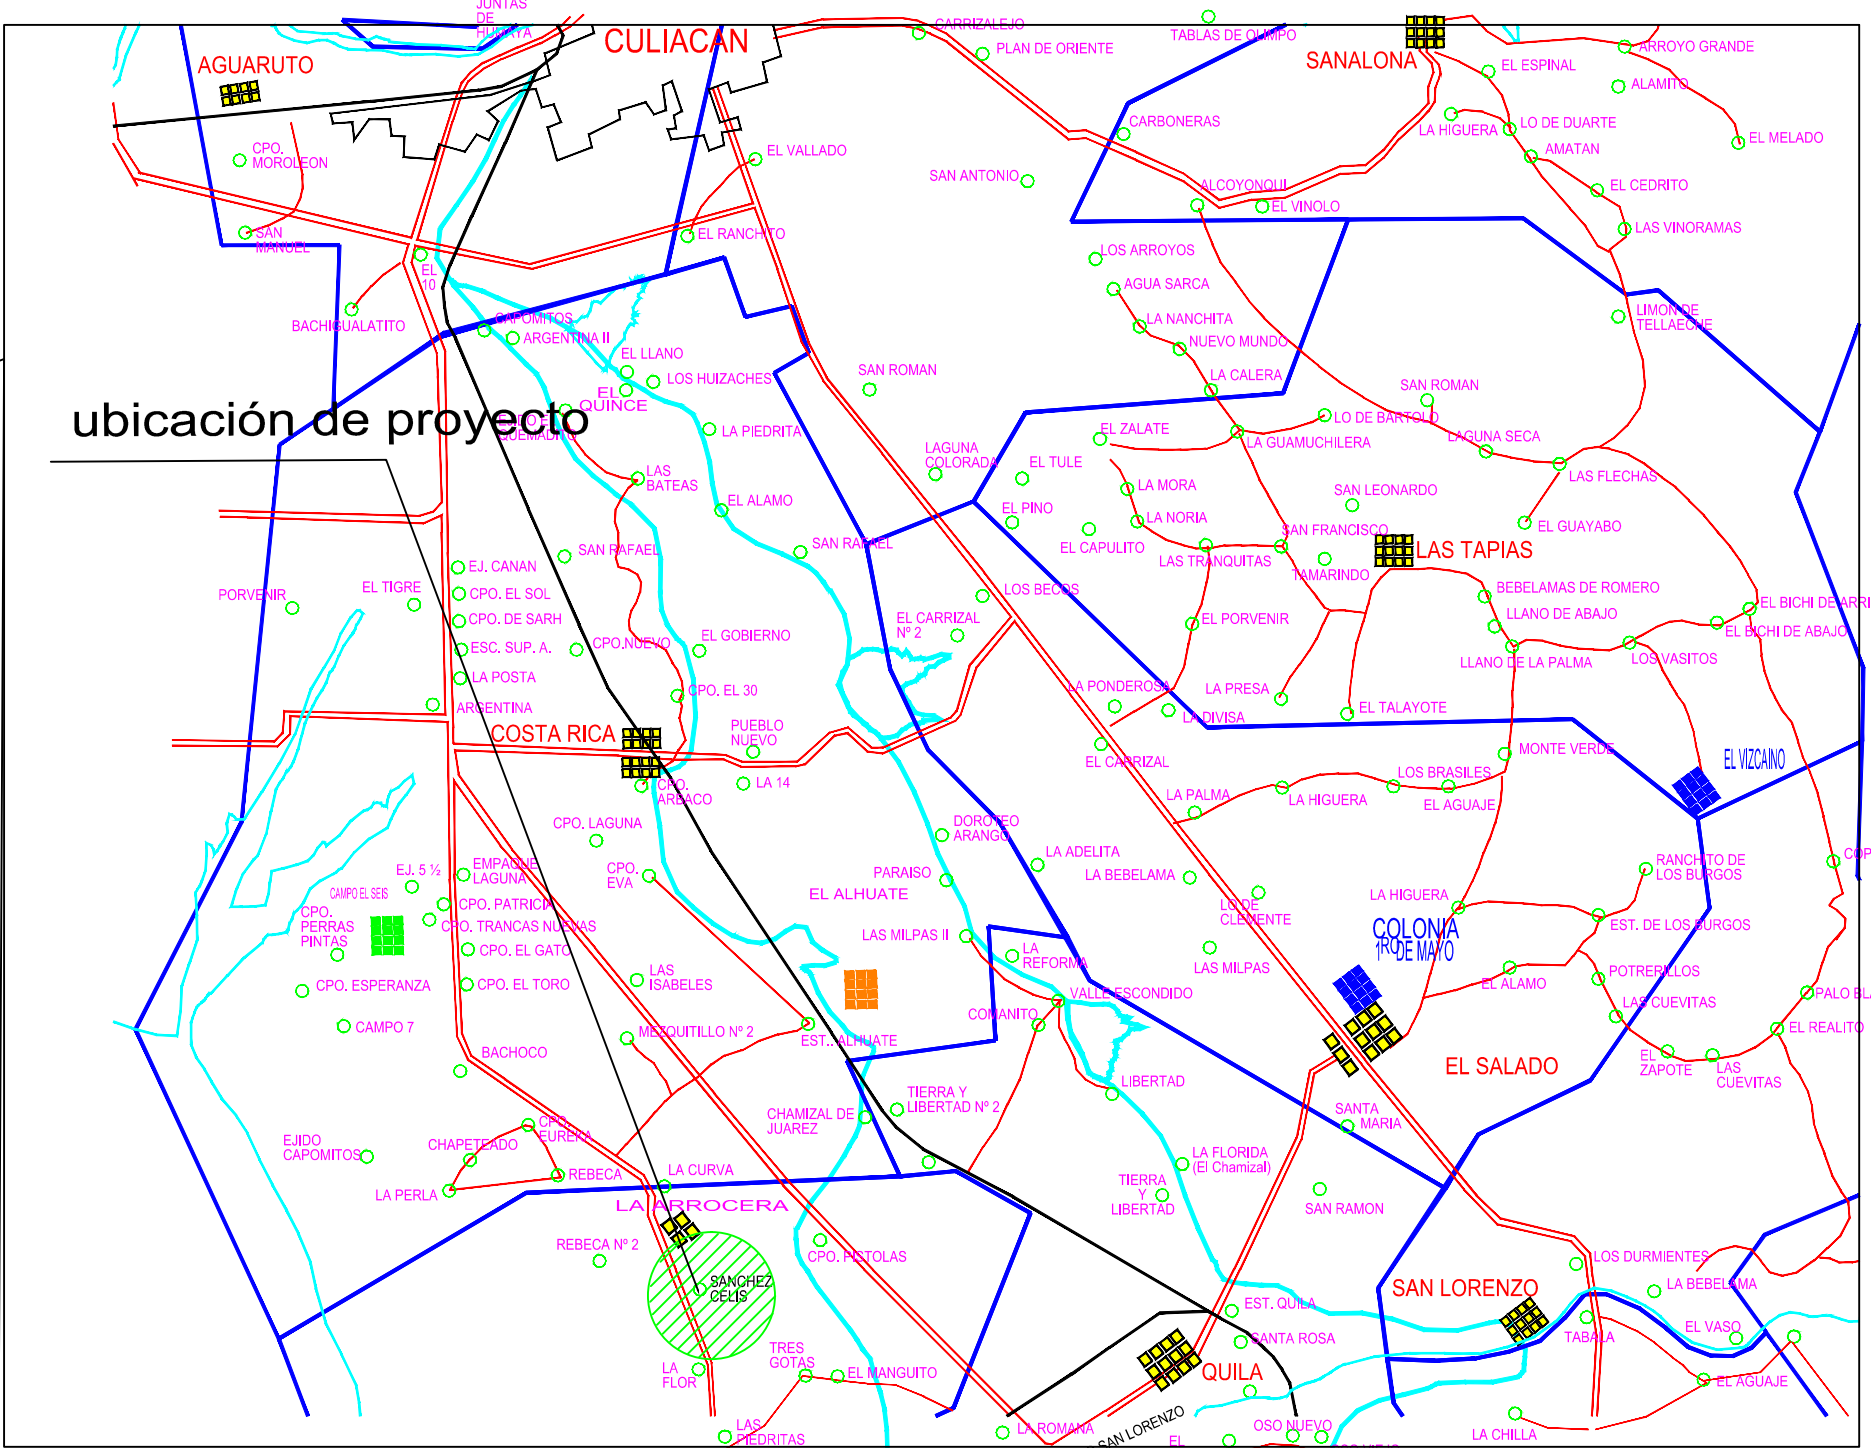 JUNTAS
DE
HUMAYA
CULIACAN
CARRIZALEJO
PLAN DE ORIENTE
TABLAS DE OLIMPO
SANALONA
ARROYO GRANDE
EL ESPINAL
ALAMITO
AGUARUTO
CPO.
MOROLEON
EL VALLADO
CARBONERAS
LA HIGUERA
LO DE DUARTE
EL MELADO
AMATAN
SAN ANTONIO
ALCOYONQUI
EL VINOLO
EL CEDRITO
LAS VINORAMAS
SAN
MANUEL
EL RANCHITO
EL
10
LOS ARROYOS
AGUA SARCA
BACHIGUALATITO
CAPOMITOS
ARGENTINA II
LA NANCHITA
NUEVO MUNDO
LIMON DE
TELLAECHE
EL LLANO
LOS HUIZACHES
EL
QUINCE
SAN ROMAN
LA CALERA
SAN ROMAN
ubicación de proyecto
EJIDO EL
QUEMADITO
LA PIEDRITA
EL ZALATE
LO DE BARTOLO
LA GUAMUCHILERA
LAGUNA SECA
LAGUNA
COLORADA
EL TULE
LAS
BATEAS
LAS FLECHAS
LA MORA
SAN LEONARDO
EL ALAMO
EL PINO
LA NORIA
EL CAPULITO
SAN FRANCISCO
EL GUAYABO
LAS TAPIAS
SAN RAFAEL
SAN RAFAEL
LAS TRANQUITAS
TAMARINDO
EJ. CANAN
EL TIGRE
PORVENIR
CPO. EL SOL
CPO. DE SARH
LOS BECOS
BEBELAMAS DE ROMERO
LLANO DE ABAJO
EL BICHI DE ARRI
EL BICHI DE ABAJO
EL CARRIZAL
Nº 2
EL PORVENIR
ESC. SUP. A.
CPO.NUEVO
EL GOBIERNO
LLANO DE LA PALMA
LOS VASITOS
LA POSTA
CPO. EL 30
LA PONDEROSA
LA PRESA
ARGENTINA
LA DIVISA
EL TALAYOTE
COSTA RICA
PUEBLO
NUEVO
EL CARRIZAL
MONTE VERDE
EL VIZCAINO
CPO.
ARBACO
LA 14
LA PALMA
LA HIGUERA
LOS BRASILES
EL AGUAJE
CPO. LAGUNA
DOROTEO
ARANGO
LA ADELITA
EJ. 5 ½
EMPAQUE
LAGUNA
CPO.
EVA
PARAISO
EL ALHUATE
LA BEBELAMA
RANCHITO DE
LOS BURGOS
COP
CAMPO EL SEIS
CPO.
PERRAS
PINTAS
CPO. PATRICIA
CPO. TRANCAS NUEVAS
LO DE
CLEMENTE
LA HIGUERA
EST. DE LOS BURGOS
COLONIA
1RO DE MAYO
CPO. EL GATO
LAS MILPAS II
LA
REFORMA
LAS MILPAS
CPO. ESPERANZA
CPO. EL TORO
LAS
ISABELES
EL ALAMO
POTRERILLOS
PALO BL
VALLE ESCONDIDO
COMANITO
LAS CUEVITAS
CAMPO 7
MEZQUITILLO Nº 2
EST.. ALHUATE
EL REALITO
BACHOCO
EL SALADO
EL
ZAPOTE
LAS
CUEVITAS
LIBERTAD
TIERRA Y
LIBERTAD Nº 2
CHAMIZAL DE
JUAREZ
SANTA
MARIA
CPO.
EUREKA
EJIDO
CAPOMITOS
CHAPETEADO
LA FLORIDA
(El Chamizal)
REBECA
LA CURVA
LA PERLA
LA ARROCERA
TIERRA
Y
LIBERTAD
SAN RAMON
REBECA Nº 2
CPO. PISTOLAS
LOS DURMIENTES
SANCHEZ
CELIS
SAN LORENZO
LA BEBELAMA
EST. QUILA
SANTA ROSA
TABALA
EL VASO
LA
FLOR
TRES
GOTAS
EL MANGUITO
QUILA
EL AGUAJE
LAS
PIEDRITAS
LA ROMANA
SAN LORENZO
EL
OSO NUEVO
OSO VIEJO
LA CHILLA